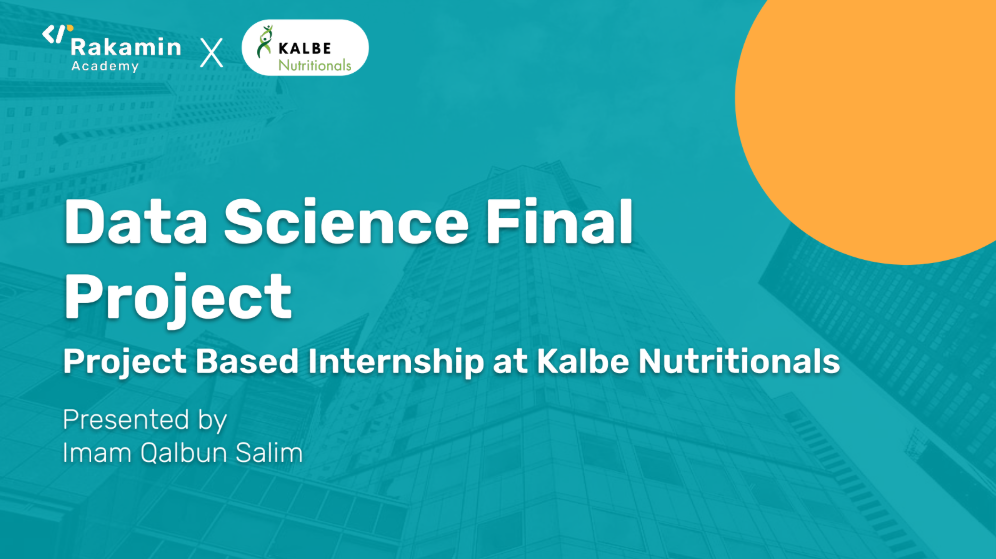 Rakamin
Academy
X
KALBE
Nutritionals
Data Science Final
Project
Project Based Internship at Kalbe Nutritionals
Presented by
Imam Qalbun Salim